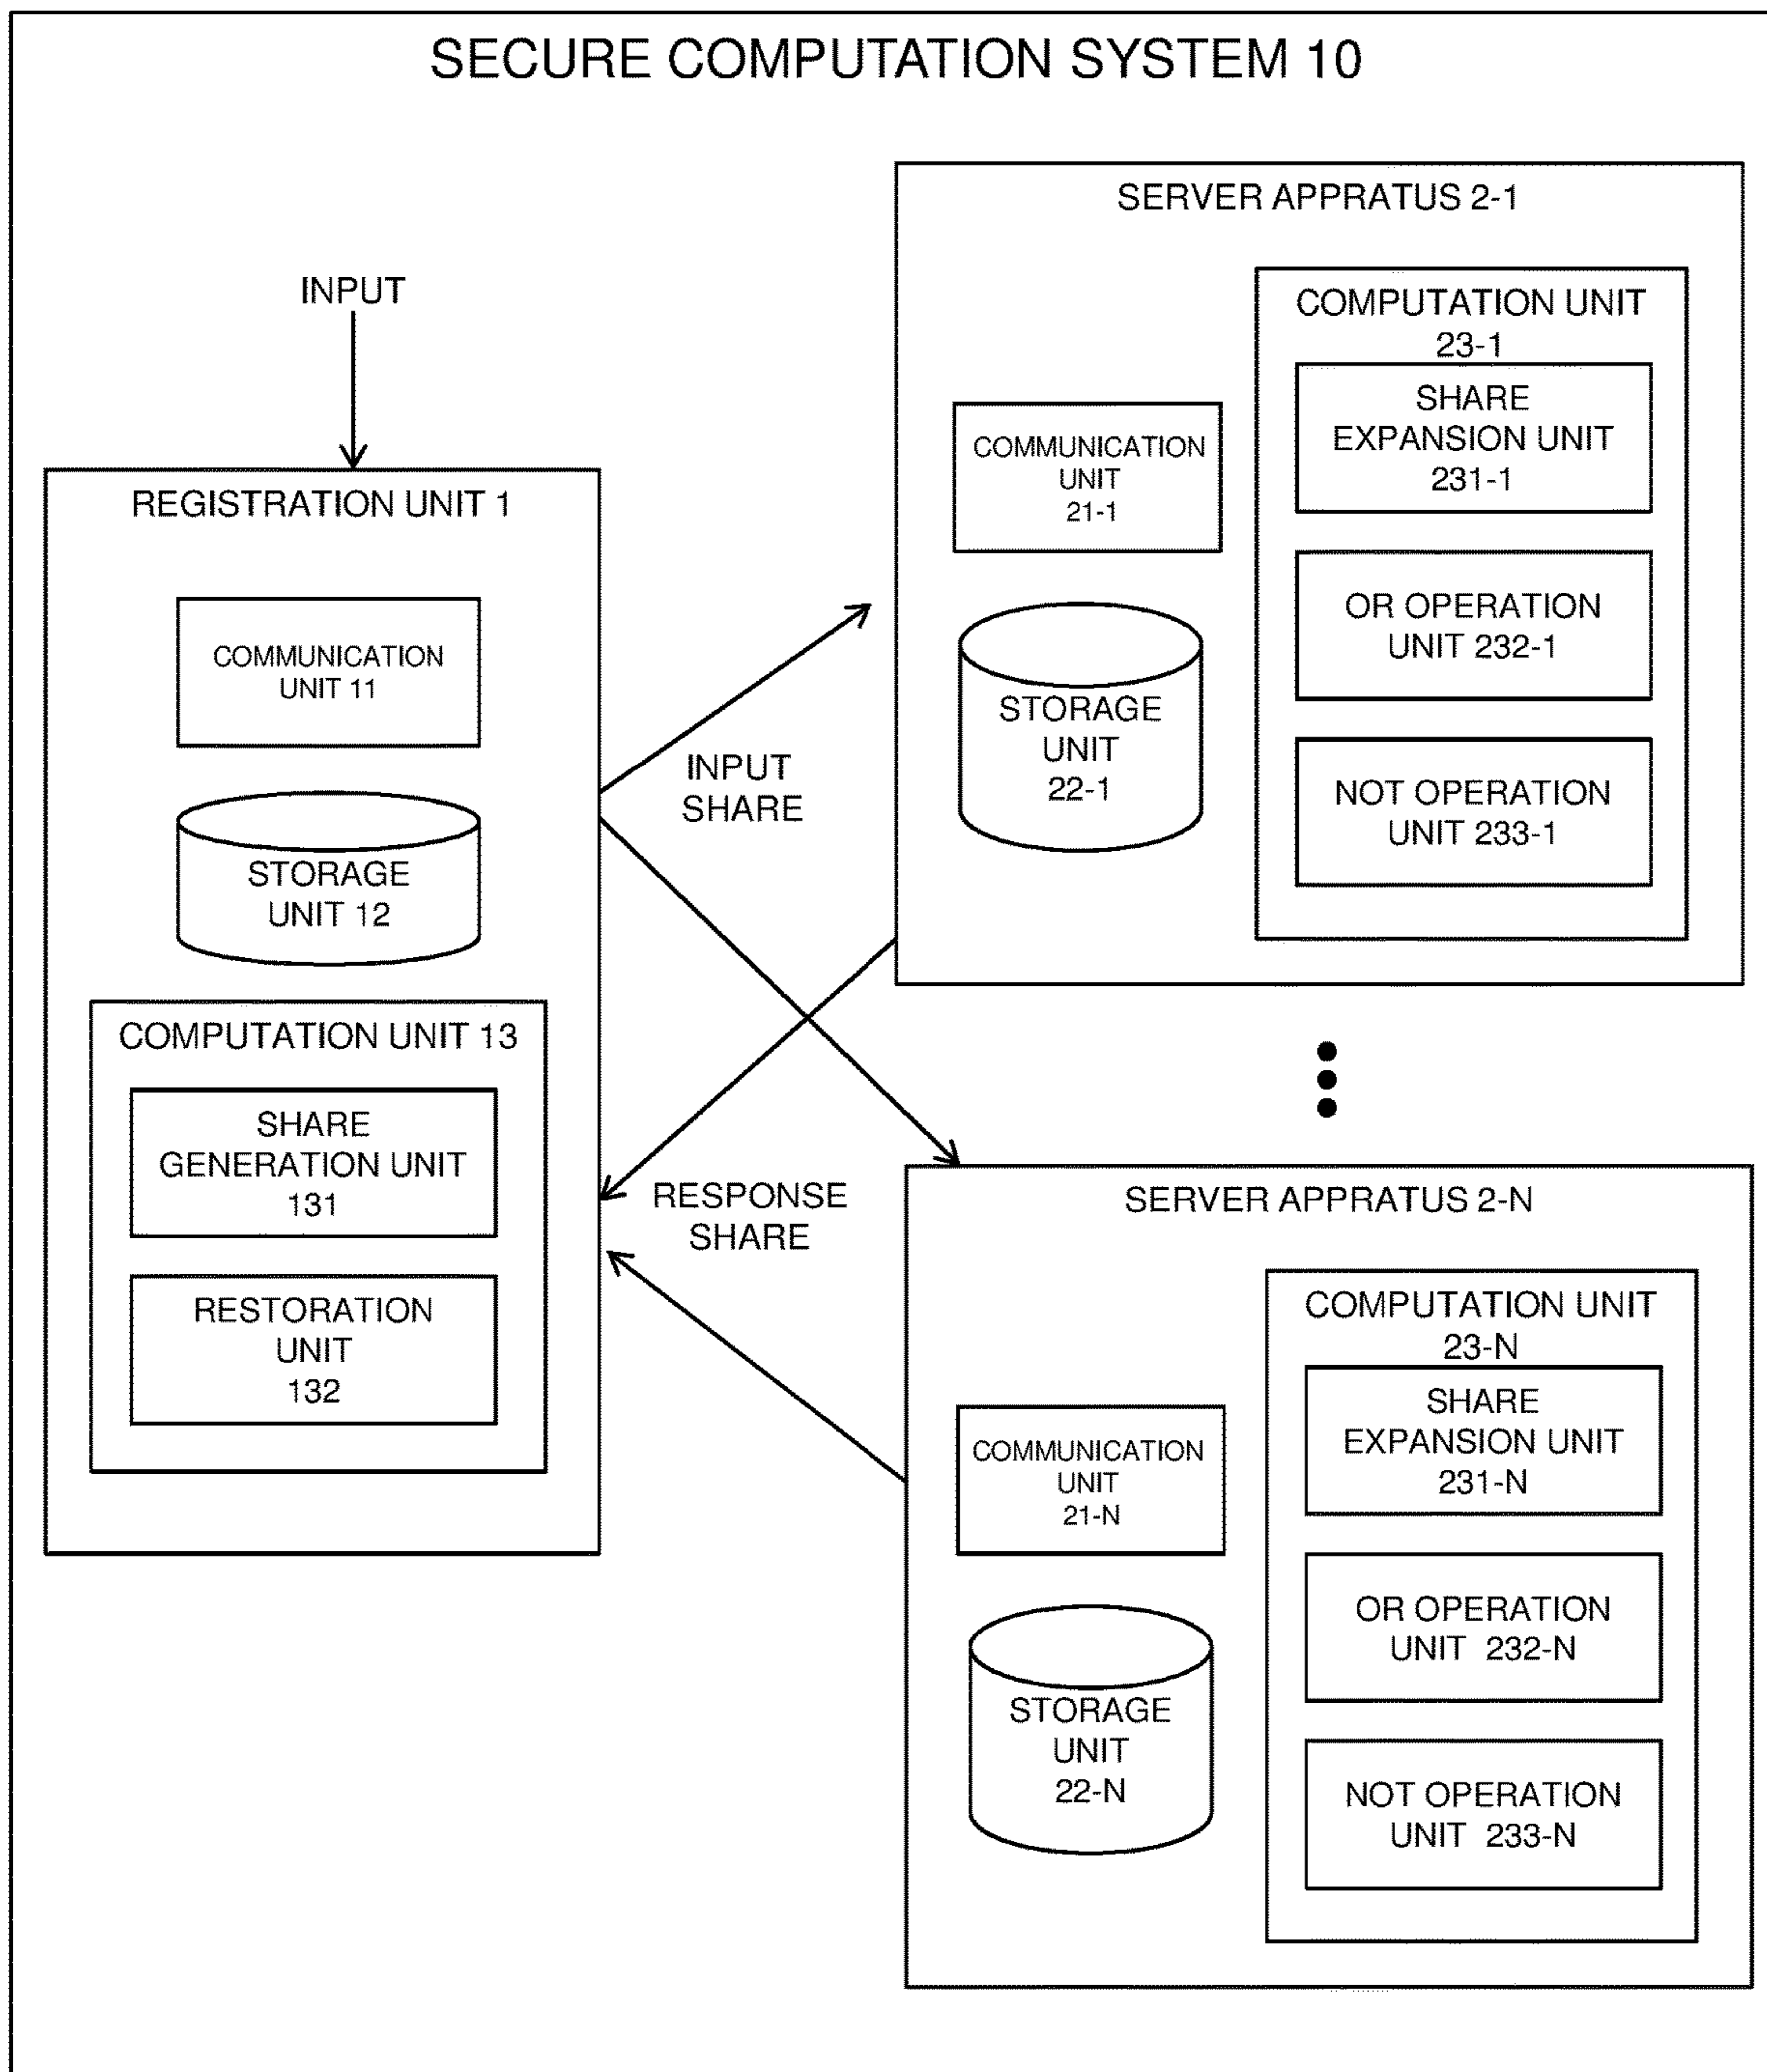 SECURE COMPUTATION SYSTEM 10
INPUT
REGISTRATION UNIT 1
COMMUNICATION
UNIT 11
STORAGE
UNIT 12
COMPUTATION UNIT 13
SHARE
GENERATION UNIT
131
RESTORATION
UNIT
132
INPUT
SHARE
RESPONSE
SHARE
SERVER APPRATUS 2-1
COMMUNICATION
UNIT
21-1
STORAGE
UNIT
22-1
COMPUTATION UNIT
23-1
SHARE
EXPANSION UNIT
231-1
OR OPERATION
UNIT 232-1
NOT OPERATION
UNIT 233-1
SERVER APPRATUS 2-N
COMMUNICATION
UNIT
21-N
STORAGE
UNIT
22-N
COMPUTATION UNIT
23-N
SHARE
EXPANSION UNIT
231-N
OR OPERATION
UNIT 232-N
NOT OPERATION
UNIT 233-N